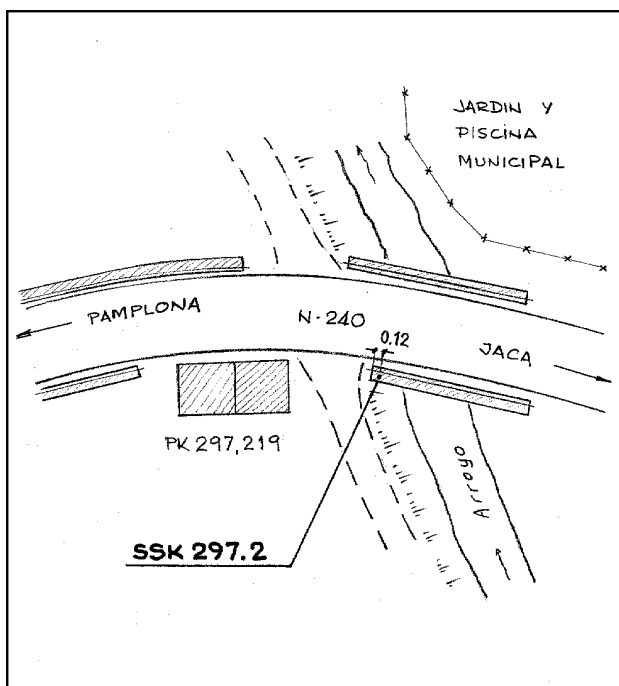 JARDIN Y
PISCINA
MUNICIPAL
PAMPLONA
N-240
0.12
JACA
PK 297,219
Arroyo
SSK 297.2